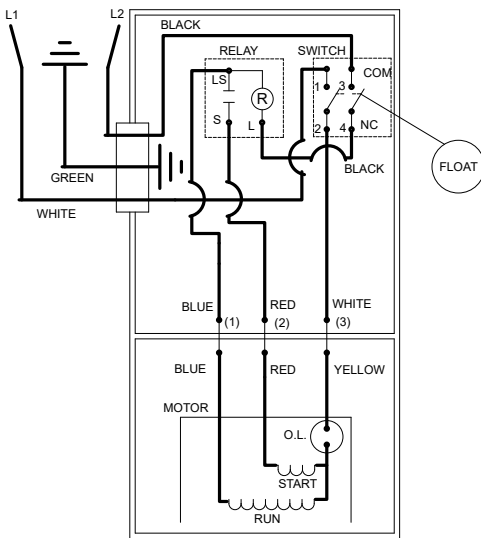 L1
L2
BLACK
RELAY
SWITCH
COM
LS
1
3
R
S
L
2
4
NC
BLACK
FLOAT
GREEN
WHITE
BLUE
(1)
RED
(2)
WHITE
(3)
BLUE
RED
YELLOW
MOTOR
O.L.
START
RUN